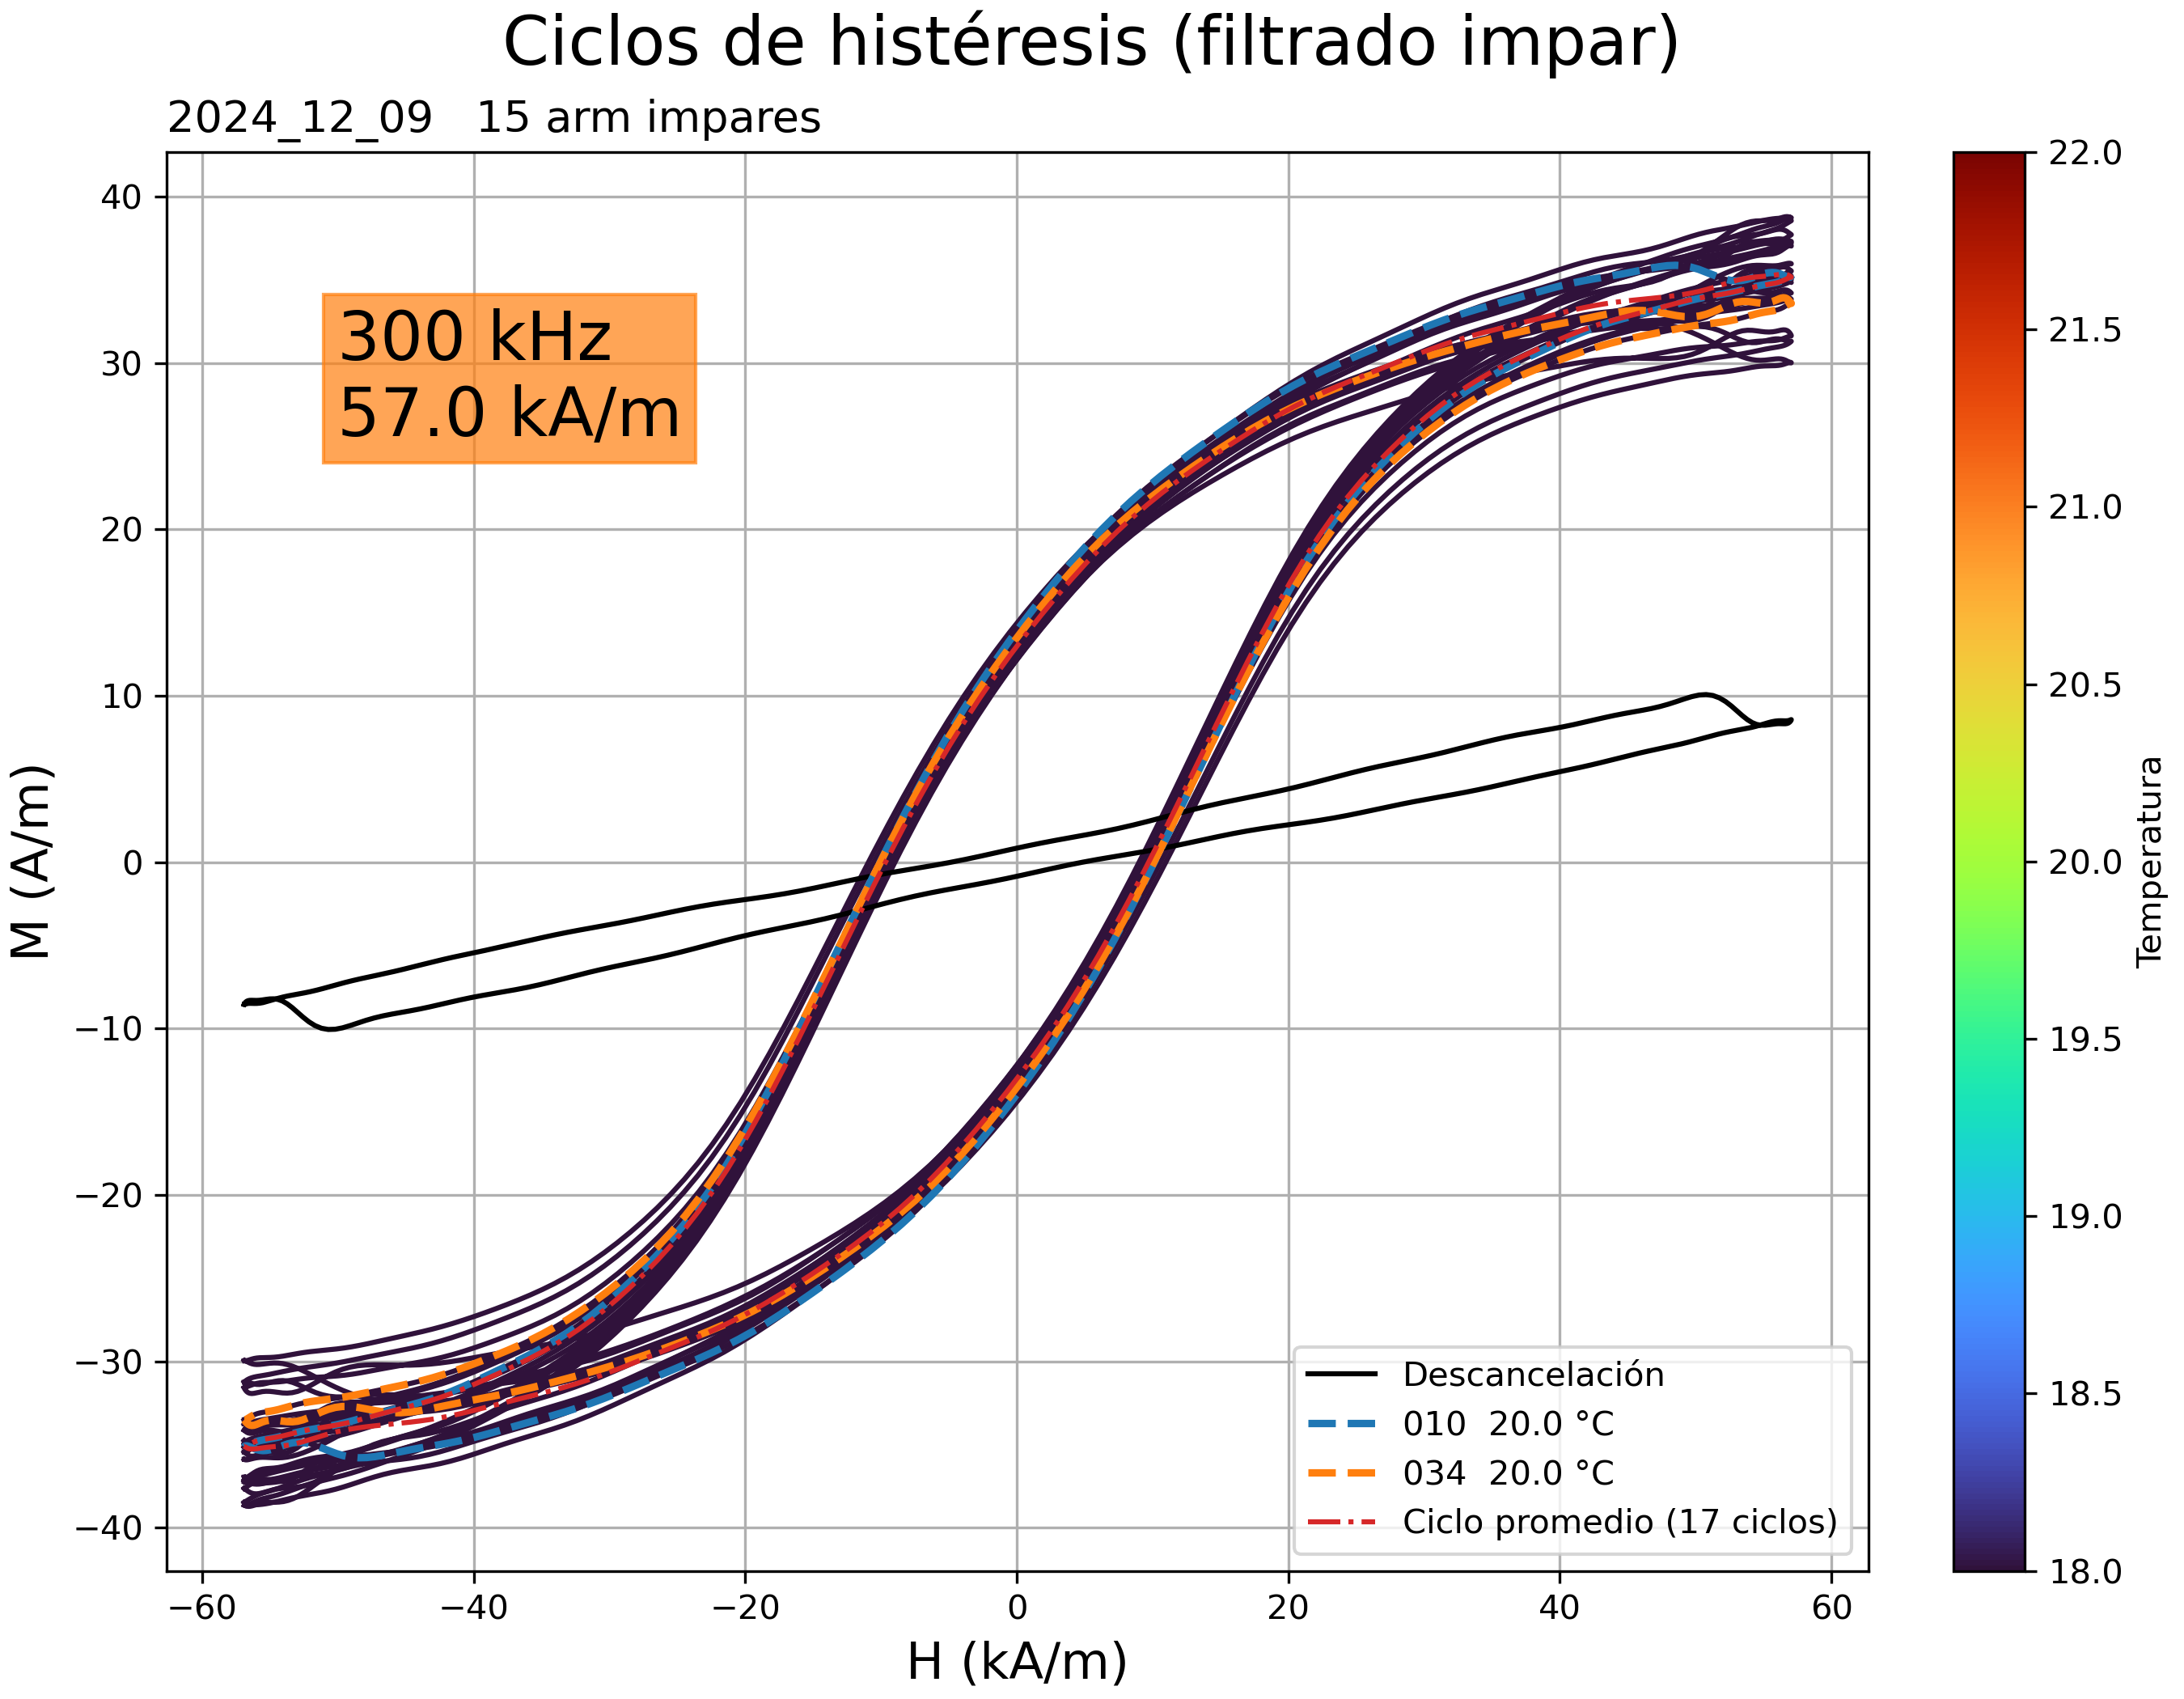 Ciclos de histéresis (filtrado impar)
2024_12_09   15 arm impares
300 kHz
57.0 kA/m
40
30
20
10
0
−10
−20
−30
−40
M (A/m)
−60
−40
−20
0
20
40
60
H (kA/m)
Descancelación
010  20.0 °C
034  20.0 °C
Ciclo promedio (17 ciclos)
22.0
21.5
21.0
20.5
20.0
19.5
19.0
18.5
18.0
Temperatura